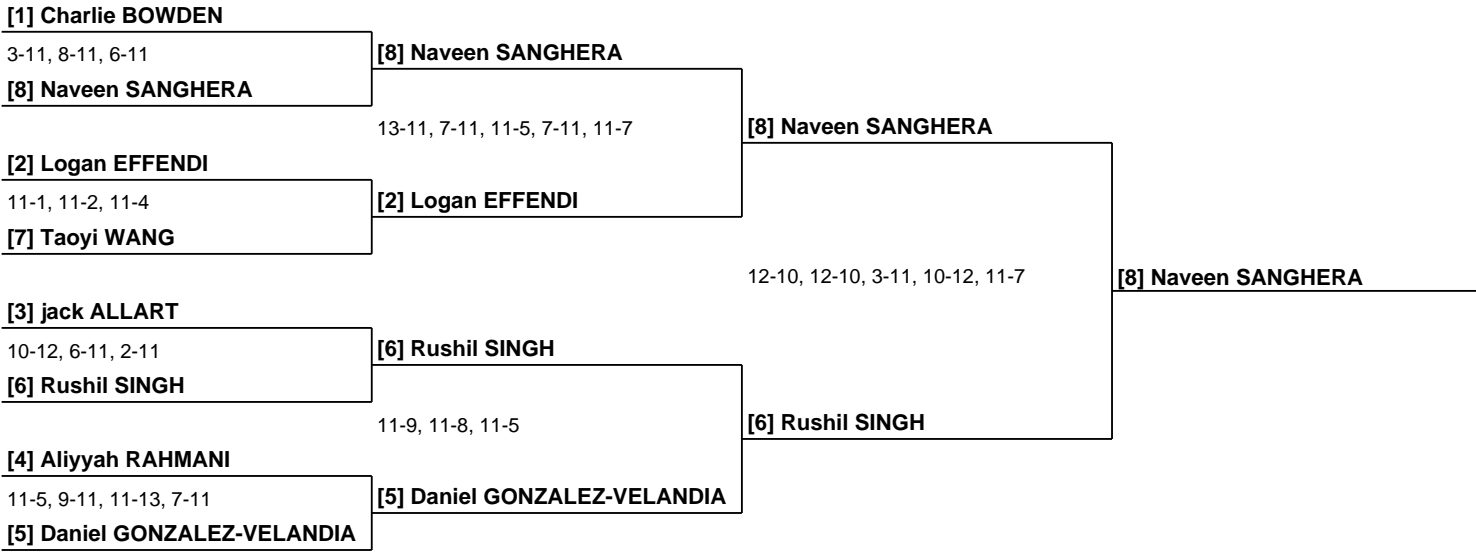 [1] Charlie BOWDEN
3-11, 8-11, 6-11
[8] Naveen SANGHERA
[8] Naveen SANGHERA
13-11, 7-11, 11-5, 7-11, 11-7
[8] Naveen SANGHERA
[2] Logan EFFENDI
11-1, 11-2, 11-4
[2] Logan EFFENDI
[7] Taoyi WANG
12-10, 12-10, 3-11, 10-12, 11-7
[8] Naveen SANGHERA
[3] jack ALLART
10-12, 6-11, 2-11
[6] Rushil SINGH
[6] Rushil SINGH
11-9, 11-8, 11-5
[6] Rushil SINGH
[4] Aliyyah RAHMANI
11-5, 9-11, 11-13, 7-11
[5] Daniel GONZALEZ-VELANDIA
[5] Daniel GONZALEZ-VELANDIA